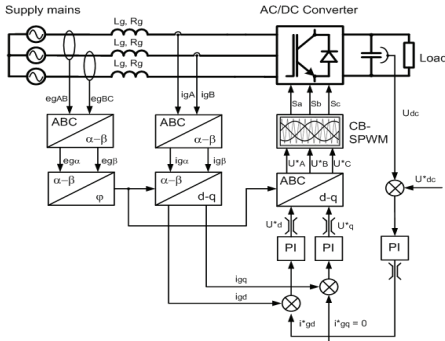 Supply mains
AC/DC Converter
Lg, Rg
Lg, Rg
Lg, Rg
Load
egAB
egBC
igA
igB
Sa
Sb
Sc
Udc
ABC
α−β
ABC
α−β
CB-
SPWM
U*A
U*B
U*C
egα
egβ
igα
igβ
U*dc
α−β
φ
α−β
d-q
ABC
d-q
U*d
U*q
PI
PI
PI
igq
igd
i*gd
i*gq = 0